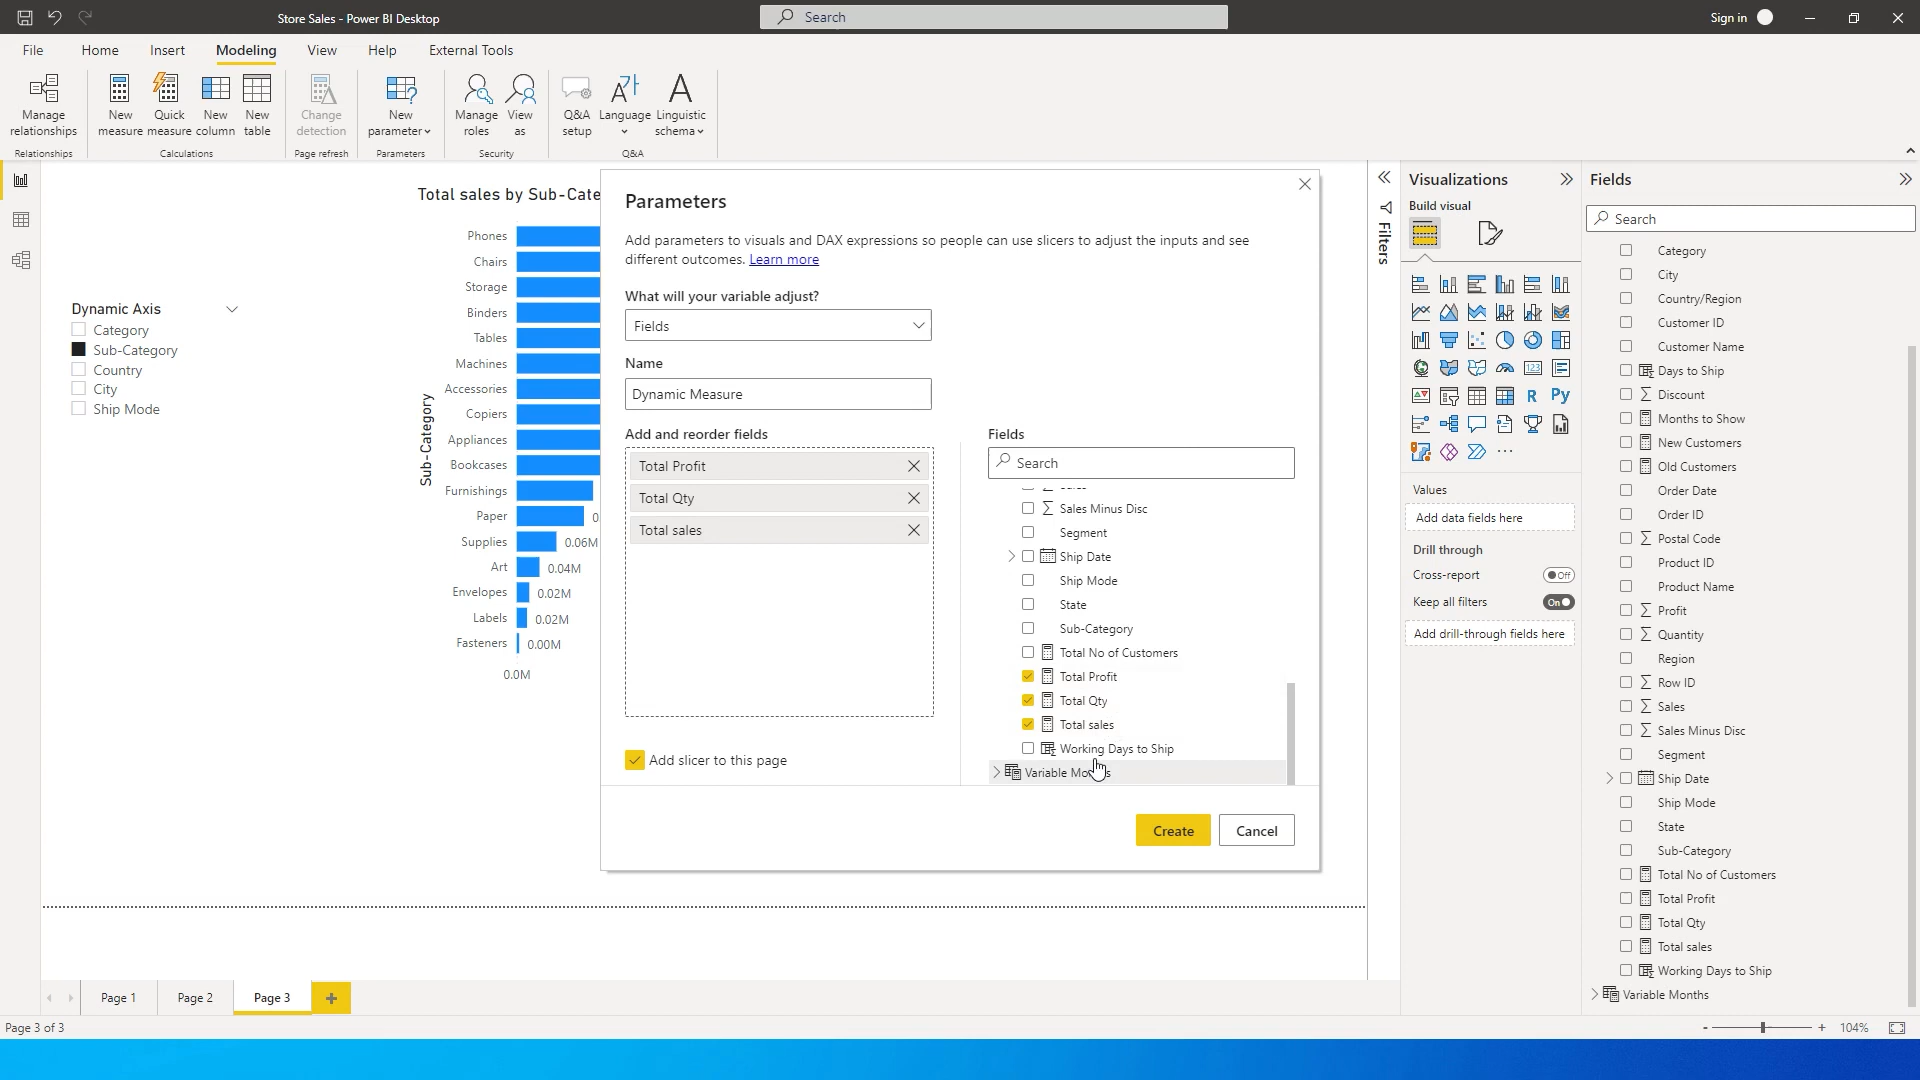 Store Sales - Power BI Desktop
Search
Sign in
File
Home
Insert
Modeling
View
Help
External Tools
Manage relationships
New measure
Quick measure
New column
New table
Change detection
New parameter
Manage roles
View as
Q&A setup
Language
Linguistic schema
Relationships
Calculations
Page refresh
Parameters
Security
Q&A
Dynamic Axis
Category
Sub-Category
Country
City
Ship Mode
Total sales by Sub-Cate
Sub-Category
Phones
Chairs
Storage
Binders
Tables
Machines
Accessories
Copiers
Appliances
Bookcases
Furnishings
Paper 0
Supplies 0.06M
Art 0.04M
Envelopes 0.02M
Labels 0.02M
Fasteners 0.00M
0.0M
Parameters
Add parameters to visuals and DAX expressions so people can use slicers to adjust the inputs and see
different outcomes. Learn more
What will your variable adjust?
Fields
Name
Dynamic Measure
Add and reorder fields
Total Profit
Total Qty
Total sales
Add slicer to this page
Fields
Search
Sales Minus Disc
Segment
Ship Date
Ship Mode
State
Sub-Category
Total No of Customers
Total Profit
Total Qty
Total sales
Working Days to Ship
Variable Mo
Create
Cancel
Filters
Visualizations
Build visual
123
R
Py
Values
Add data fields here
Drill through
Cross-report
Off
Keep all filters
On
Add drill-through fields here
Fields
Search
Category
City
Country/Region
Customer ID
Customer Name
Days to Ship
Discount
Months to Show
New Customers
Old Customers
Order Date
Order ID
Postal Code
Product ID
Product Name
Profit
Quantity
Region
Row ID
Sales
Sales Minus Disc
Segment
Ship Date
Ship Mode
State
Sub-Category
Total No of Customers
Total Profit
Total Qty
Total sales
Working Days to Ship
Variable Months
Page 1
Page 2
Page 3
Page 3 of 3
104%